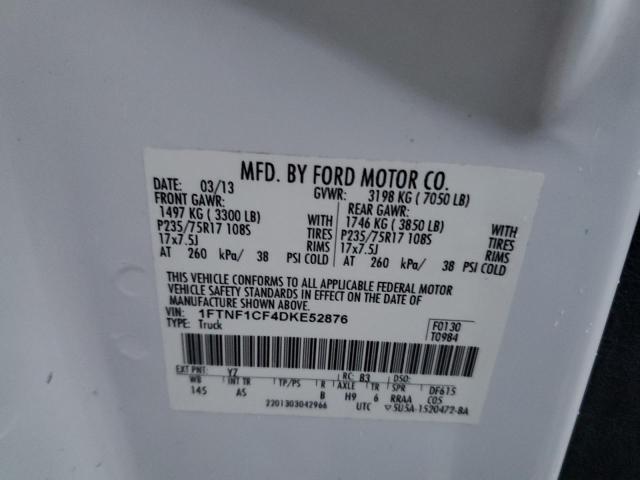 MFD. BY FORD MOTOR CO.
DATE: 03/13 GVWR: 3198 KG ( 7050 LB)
FRONT GAWR: REAR GAWR:
1497 KG ( 3300 LB) WITH 1746 KG ( 3850 LB) WITH
P235/75R17 108S TIRES P235/75R17 108S TIRES
17x7.5J RIMS 17x7.5J RIMS
AT 260 kPa/ 38 PSI COLD AT 260 kPa/ 38 PSI COLD
THIS VEHICLE CONFORMS TO ALL APPLICABLE FEDERAL MOTOR
VEHICLE SAFETY STANDARDS IN EFFECT ON THE DATE OF
MANUFACTURE SHOWN ABOVE.
VIN: 1FTNF1CF4DKE52876 F0130
TYPE: Truck T0984
EXT PNT: YZ RC: 83 DSO:
WB INT TR TP/PS R AXLE TR SPR DF615
145 AS B H9 6 RRAA C05
2201303042966 UTC ▽5U5A-1520472-BA